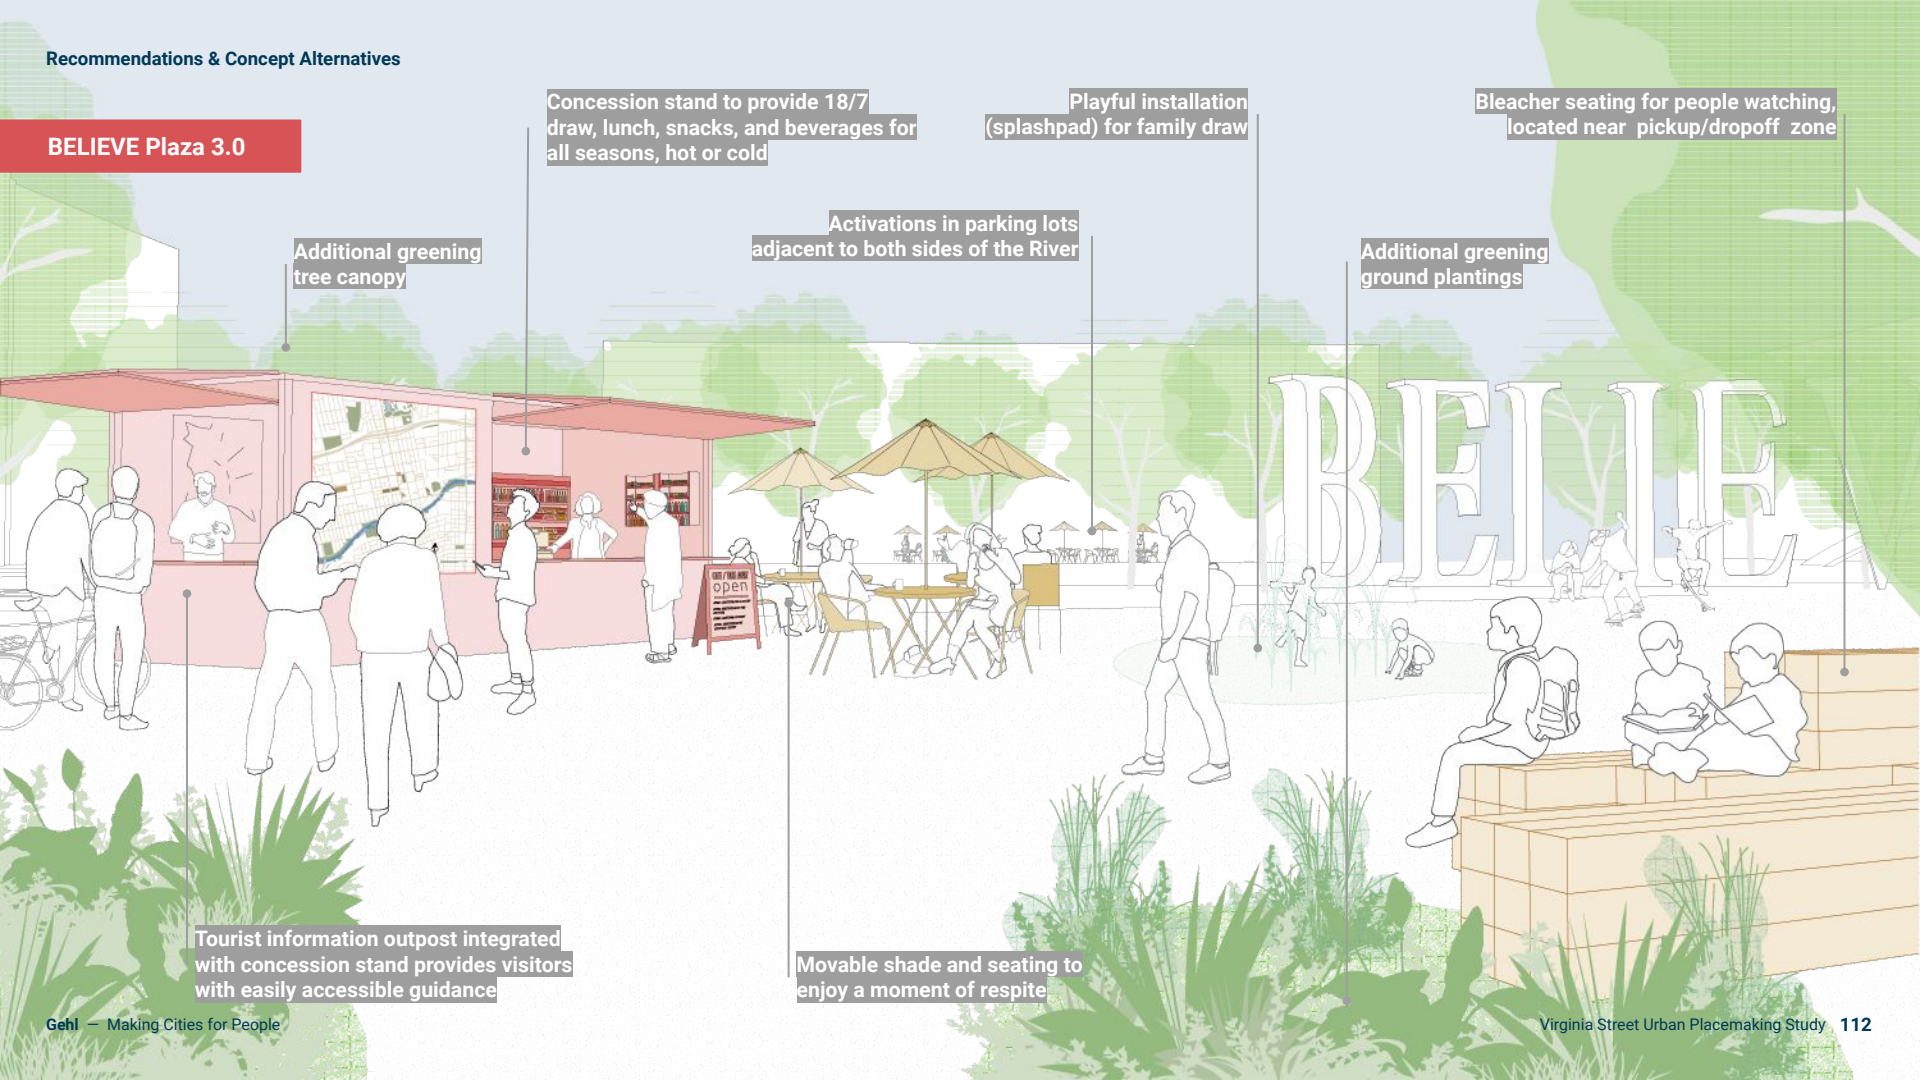 Recommendations & Concept Alternatives
BELIEVE Plaza 3.0
Concession stand to provide 18/7
draw, lunch, snacks, and beverages for
all seasons, hot or cold
Playful installation
(splashpad) for family draw
Bleacher seating for people watching,
located near pickup/dropoff zone
Activations in parking lots
adjacent to both sides of the River
Additional greening
tree canopy
Additional greening
ground plantings
BELIE
open
Tourist information outpost integrated
with concession stand provides visitors
with easily accessible guidance
Movable shade and seating to
enjoy a moment of respite
Gehl — Making Cities for People
Virginia Street Urban Placemaking Study 112